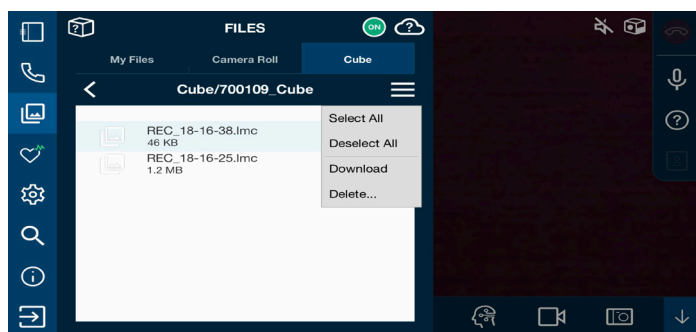 FILES
ON
?
?
My Files
Camera Roll
Cube
Cube/700109_Cube
REC_18-16-38.lmc
46 KB
REC_18-16-25.lmc
1.2 MB
Select All
Deselect All
Download
Delete...
?